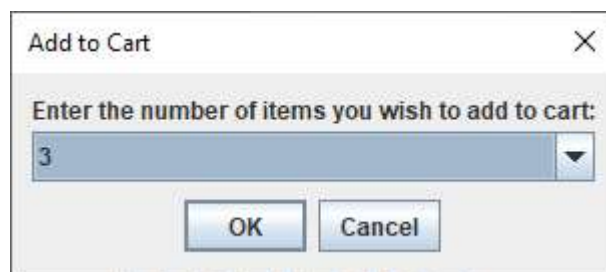 Add to Cart
Enter the number of items you wish to add to cart:
3
OK
Cancel